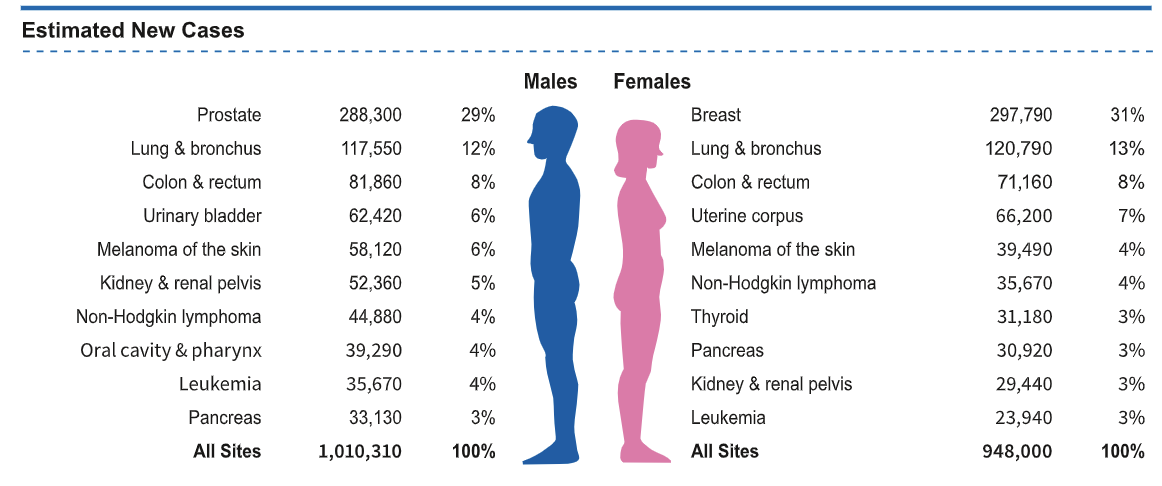 Estimated New Cases
Males Females
Prostate 288,300 29% Breast 297,790 31%
Lung & bronchus 117,550 12% Lung & bronchus 120,790 13%
Colon & rectum 81,860 8% Colon & rectum 71,160 8%
Urinary bladder 62,420 6% Uterine corpus 66,200 7%
Melanoma of the skin 58,120 6% Melanoma of the skin 39,490 4%
Kidney & renal pelvis 52,360 5% Non-Hodgkin lymphoma 35,670 4%
Non-Hodgkin lymphoma 44,880 4% Thyroid 31,180 3%
Oral cavity & pharynx 39,290 4% Pancreas 30,920 3%
Leukemia 35,670 4% Kidney & renal pelvis 29,440 3%
Pancreas 33,130 3% Leukemia 23,940 3%
All Sites 1,010,310 100% All Sites 948,000 100%